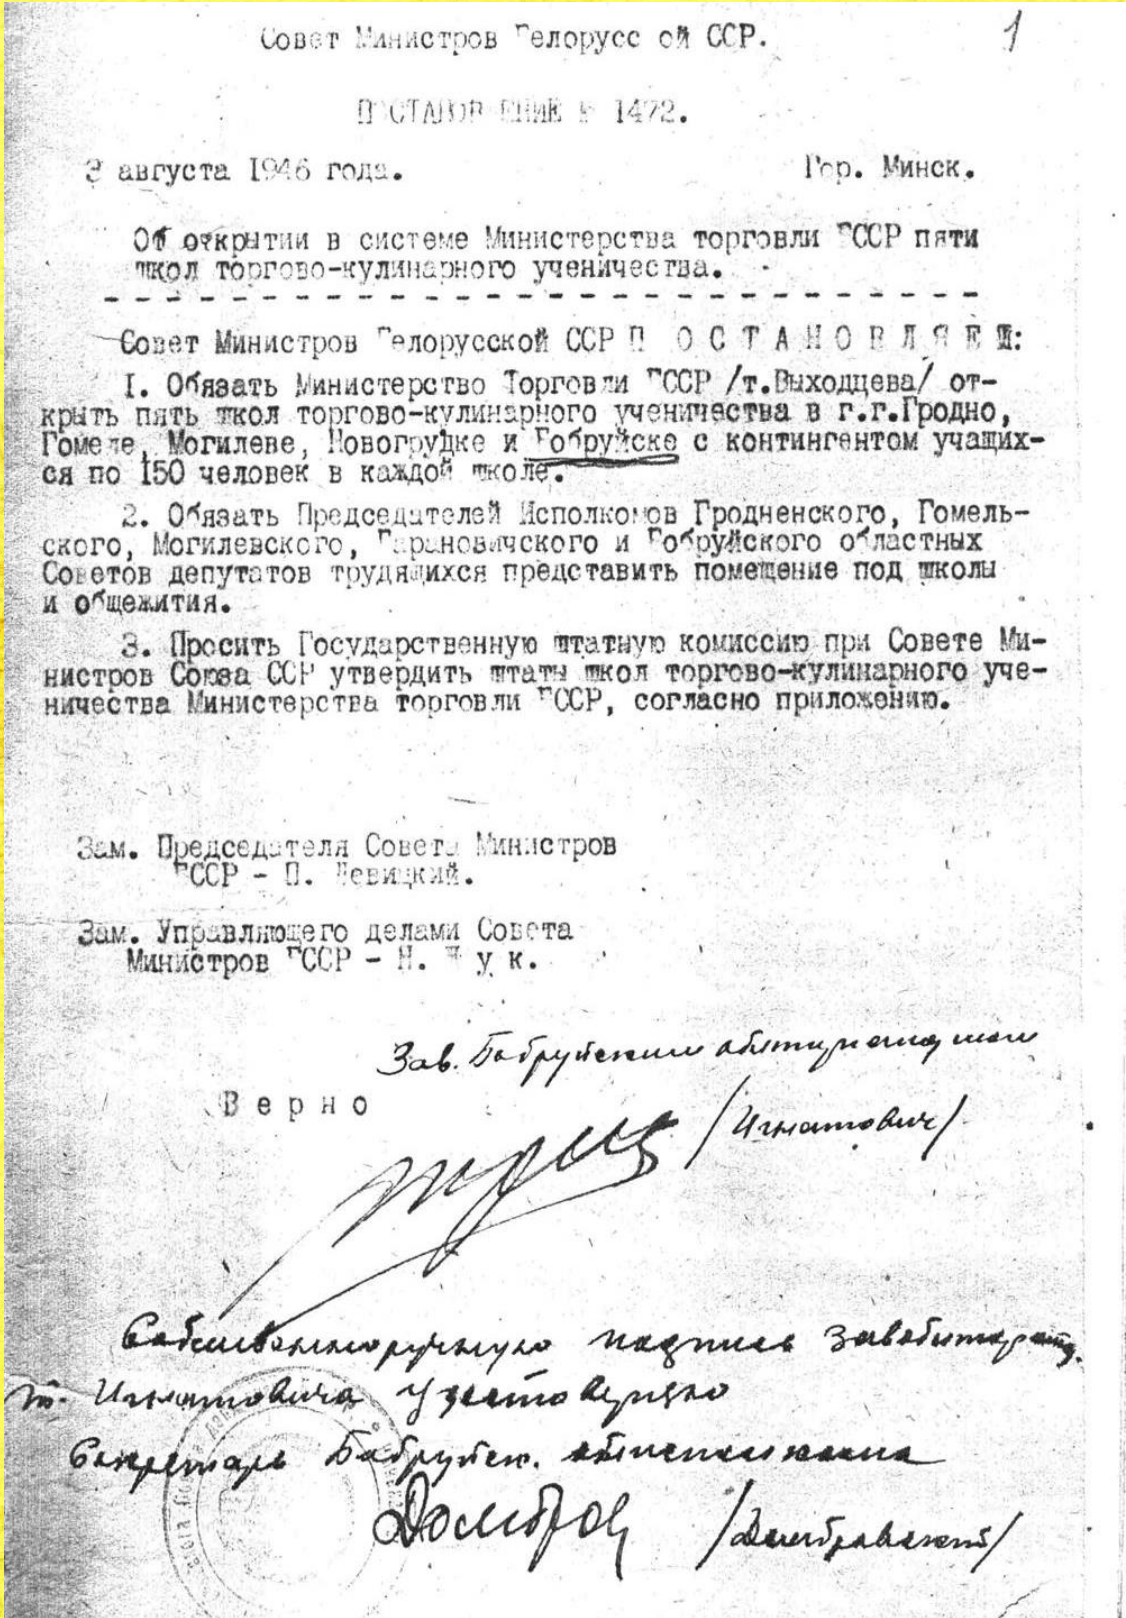 Совет Министров Белорусской ССР.
1
ПОСТАНОВЛЕНИЕ № 1472.
3 августа 1946 года. Гор. Минск.
Об открытии в системе Министерства торговли БССР пяти
школ торгово-кулинарного ученичества.
Совет Министров Белорусской ССР П О С Т А Н О В Л Я Е Т:
I. Обязать Министерство Торговли БССР /т.Выходцева/ от-
крыть пять школ торгово-кулинарного ученичества в г.г.Гродно,
Гомеле, Могилеве, Новогрудке и Бобруйске с контингентом учащих-
ся по 150 человек в каждой школе.
2. Обязать Председателей Исполкомов Гродненского, Гомель-
ского, Могилевского, Барановичского и Бобруйского областных
Советов депутатов трудящихся представить помещение под школы
и общежития.
3. Просить Государственную штатную комиссию при Совете Ми-
нистров Союза ССР утвердить штаты школ торгово-кулинарного уче-
ничества Министерства торговли БССР, согласно приложению.
Зам. Председателя Совета Министров
БССР - П. Левицкий.
Зам. Управляющего делами Совета
Министров БССР - Н. Ш у к.
Зав. Бобруйским облторготделом
В е р н о
/Игнатович/
Собственноручную подпись
т. Игнатовича удостоверяю
Секретарь Бобруйск. облисполкома
/Домбровский/